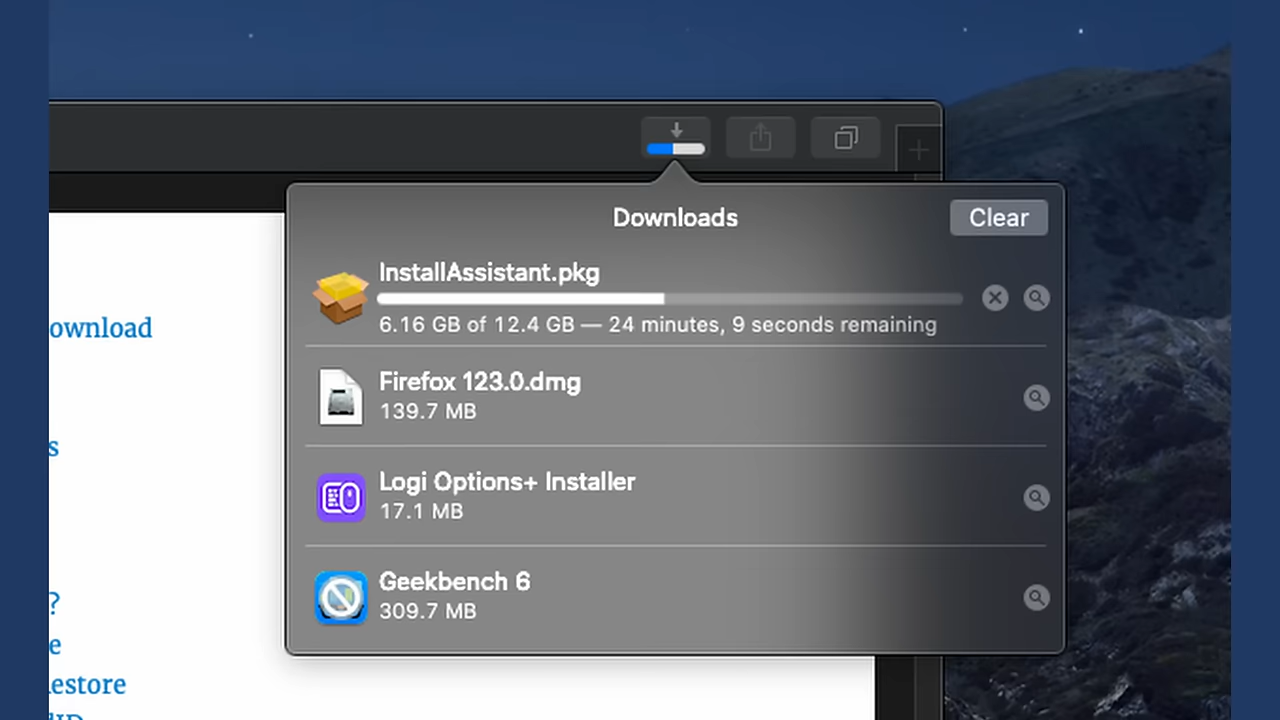 Downloads
Clear
InstallAssistant.pkg
6.16 GB of 12.4 GB — 24 minutes, 9 seconds remaining
ownload
Firefox 123.0.dmg
139.7 MB
s
Logi Options+ Installer
17.1 MB
Geekbench 6
309.7 MB
?
e
estore